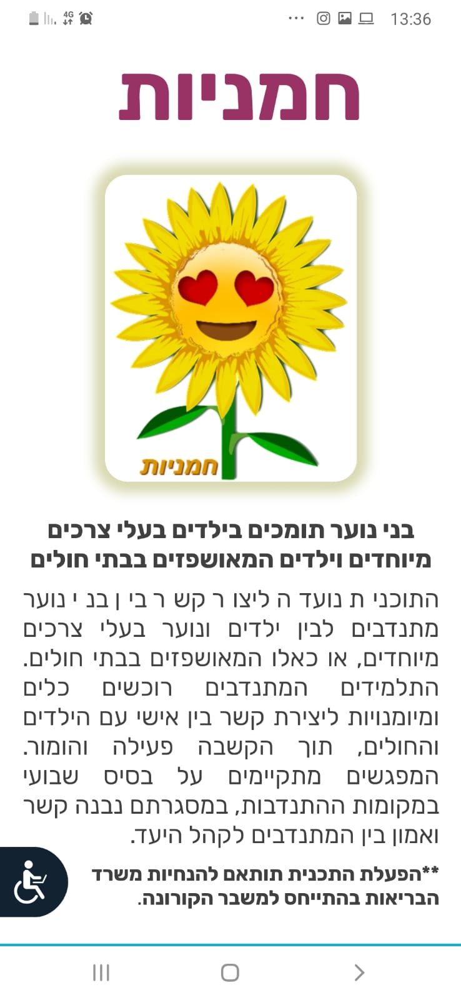 4G
13:36
חמניות
חמניות
בני נוער תומכים בילדים בעלי צרכים
מיוחדים וילדים המאושפזים בבתי חולים
התוכני ת נועד ה ליצו ר קש ר בי ן בנ י נוער
מתנדבים לבין ילדים ונוער בעלי צרכים
מיוחדים, או כאלו המאושפזים בבתי חולים.
התלמידים המתנדבים רוכשים כלים
ומיומנויות ליצירת קשר בין אישי עם הילדים
והחולים, תוך הקשבה פעילה והומור.
המפגשים מתקיימים על בסיס שבועי
במקומות ההתנדבות, במסגרתם נבנה קשר
ואמון בין המתנדבים לקהל היעד.
**הפעלת התכנית תותאם להנחיות משרד
הבריאות בהתייחס למשבר הקורונה.